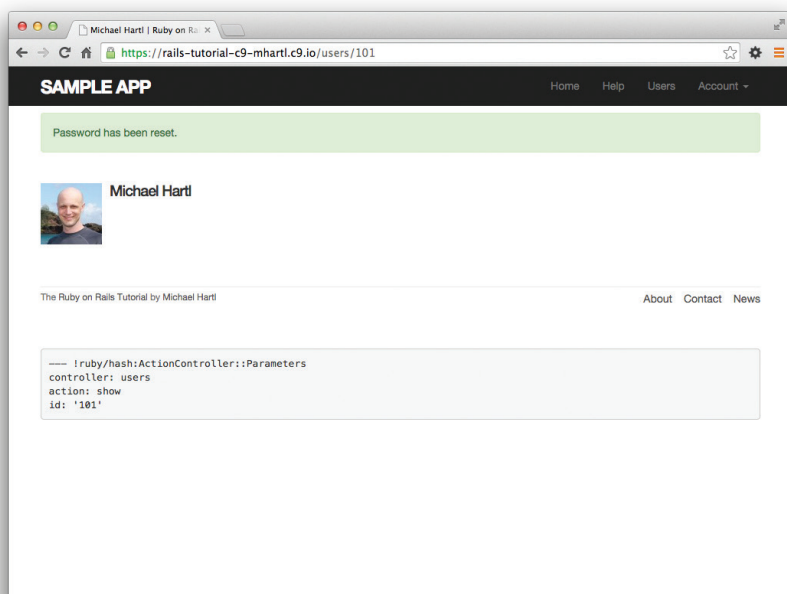 Michael Hartl | Ruby on Ra
https://rails-tutorial-c9-mhartl.c9.io/users/101
SAMPLE APP
Home Help Users Account
Password has been reset.
Michael Hartl
The Ruby on Rails Tutorial by Michael Hartl
About Contact News
--- !ruby/hash:ActionController::Parameters
controller: users
action: show
id: '101'